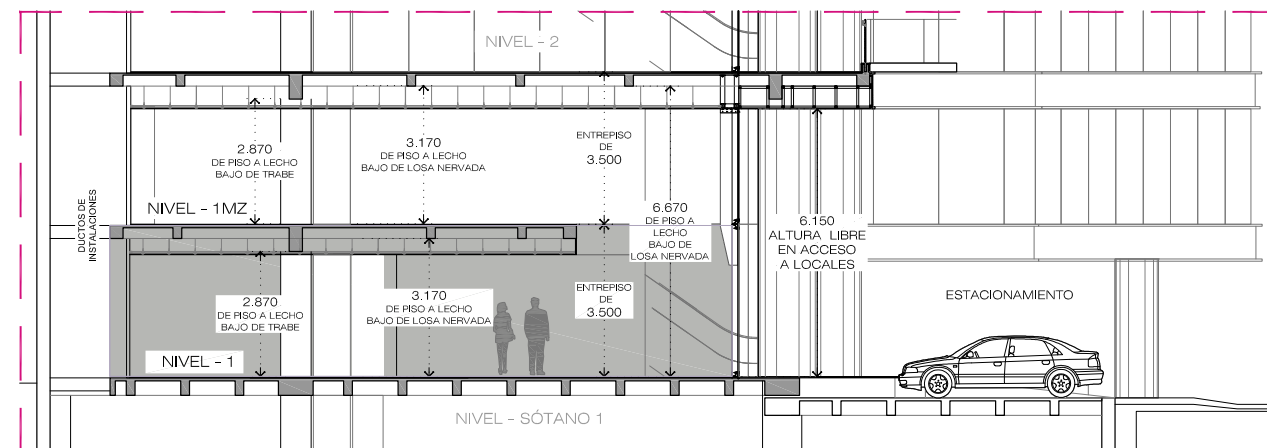 NIVEL - 2
2.870
DE PISO A LECHO
BAJO DE TRABE
3.170
DE PISO A LECHO
BAJO DE LOSA NERVADA
ENTREPISO
DE
3.500
DUCTOS DE
INSTALACIONES
NIVEL - 1MZ
6.670
DE PISO A
LECHO
BAJO DE
LOSA NERVADA
6.150
ALTURA LIBRE
EN ACCESO
A LOCALES
2.870
DE PISO A LECHO
BAJO DE TRABE
3.170
DE PISO A LECHO
BAJO DE LOSA NERVADA
ENTREPISO
DE
3.500
ESTACIONAMIENTO
NIVEL - 1
NIVEL - SÓTANO 1